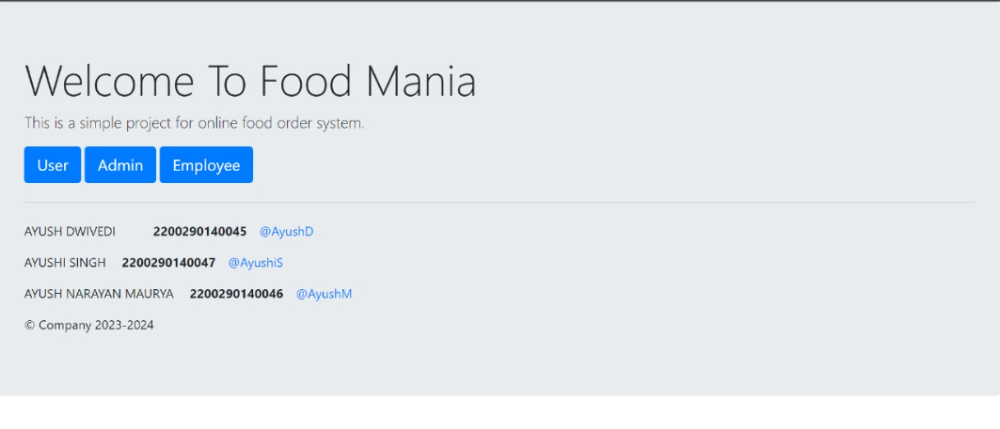 Welcome To Food Mania
This is a simple project for online food order system.
User Admin Employee
AYUSH DWIVEDI 2200290140045 @AyushD
AYUSHI SINGH 2200290140047 @AyushiS
AYUSH NARAYAN MAURYA 2200290140046 @AyushM
© Company 2023-2024